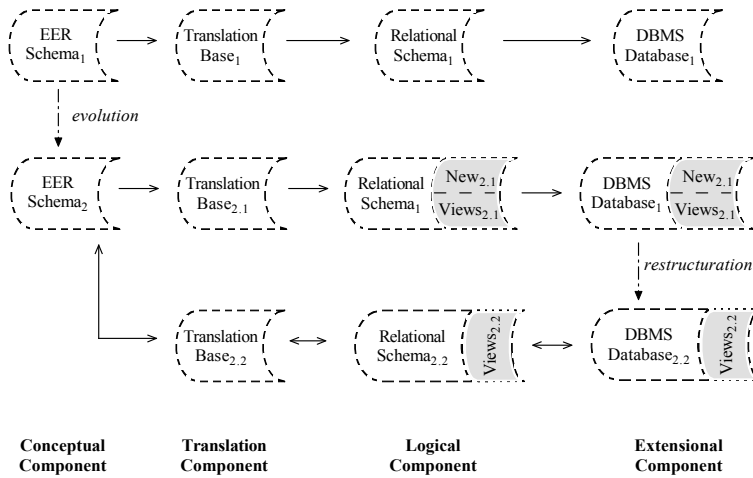 EER
Schema1
Translation
Base1
Relational
Schema1
DBMS
Database1
evolution
EER
Schema2
Translation
Base2.1
Relational
Schema1
New2.1
Views2.1
DBMS
Database1
New2.1
Views2.1
restructuration
Translation
Base2.2
Relational
Schema2.2
Views2.2
DBMS
Database2.2
Views2.2
Conceptual
Component
Translation
Component
Logical
Component
Extensional
Component